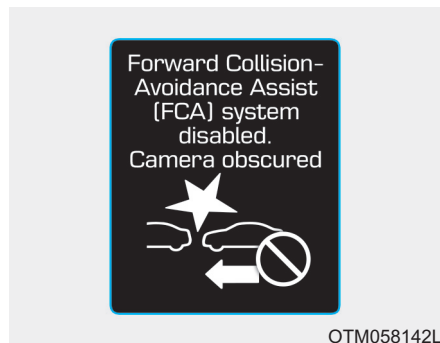 Forward Collision-
Avoidance Assist
(FCA) system
disabled.
Camera obscured
OTM058142L